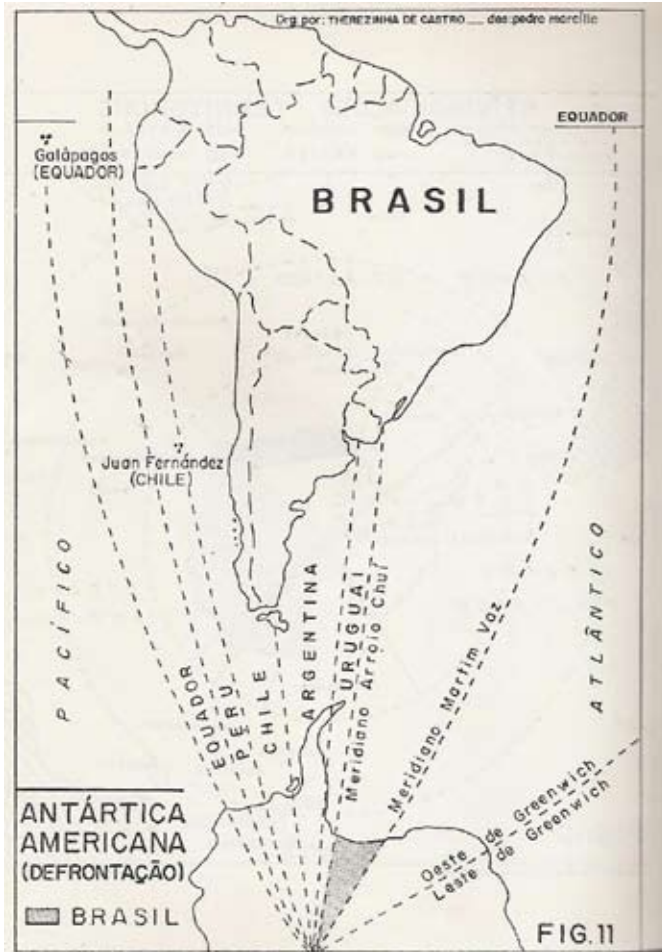 Org. por: THEREZINHA DE CASTRO __ des: pedro
EQUADOR
Galápagos
(EQUADOR)
BRASIL
Juan Fernández
(CHILE)
PACÍFICO
EQUADOR
PERU
CHILE
ARGENTINA
URUGUAI
Meridiano Arroio Chuí
Meridiano Martim Vaz
ATLÂNTICO
Oeste de Greenwich
Leste de Greenwich
ANTÁRTICA
AMERICANA
(DEFRONTAÇÃO)
BRASIL
FIG.11